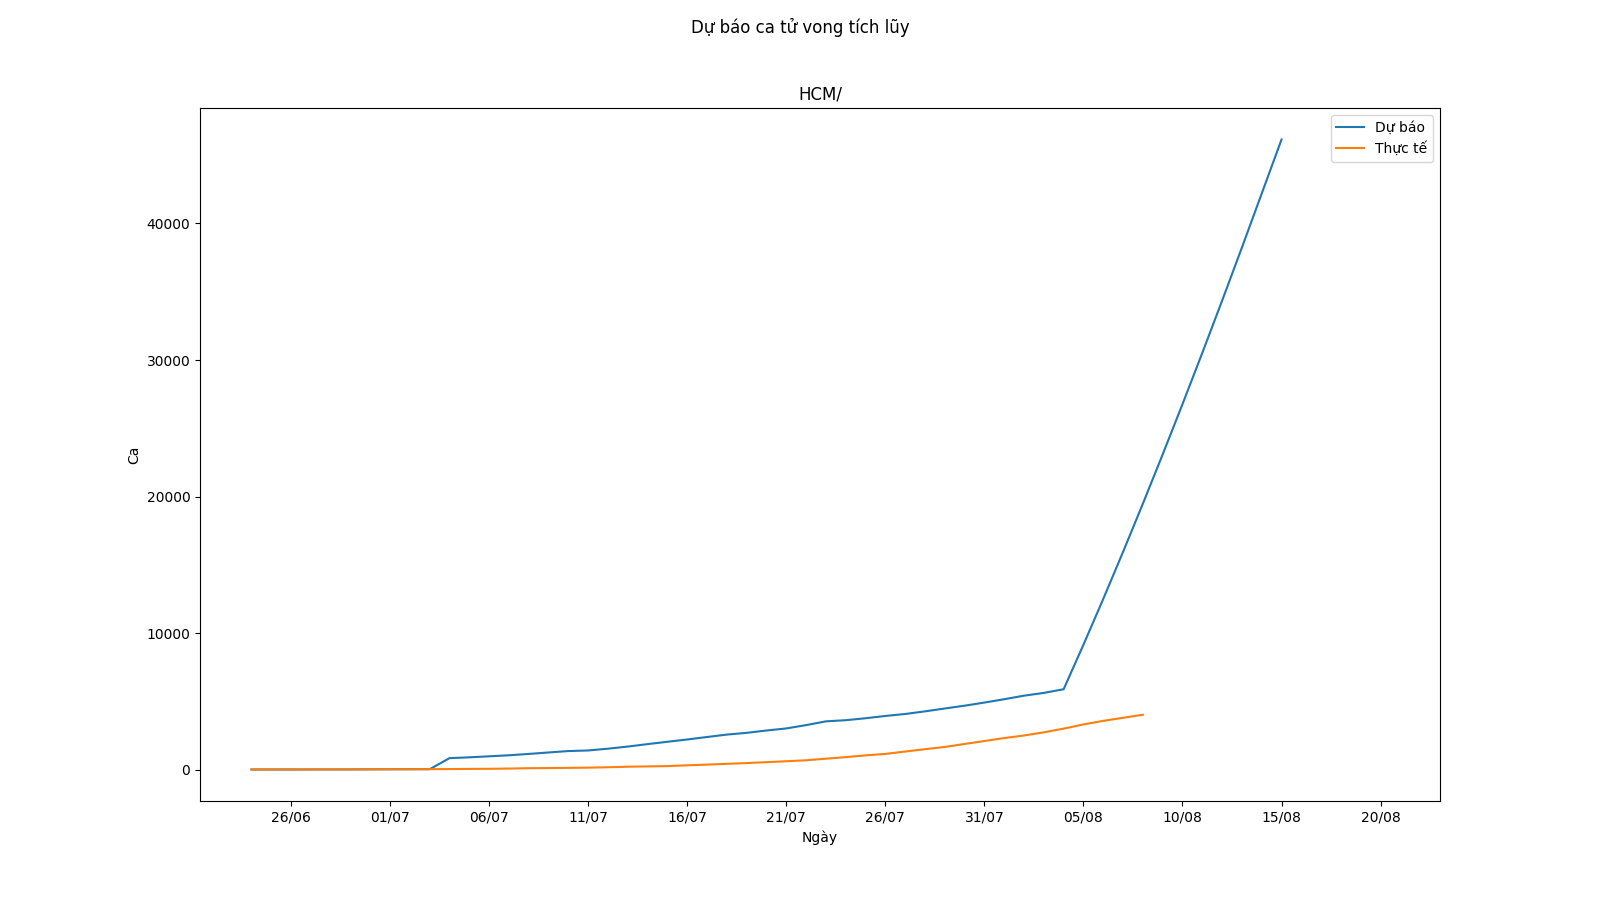 Dự báo ca tử vong tích lũy
HCM/
Dự báo
Thực tế
40000
30000
20000
10000
0
Ca
26/06 01/07 06/07 11/07 16/07 21/07 26/07 31/07 05/08 10/08 15/08 20/08
Ngày